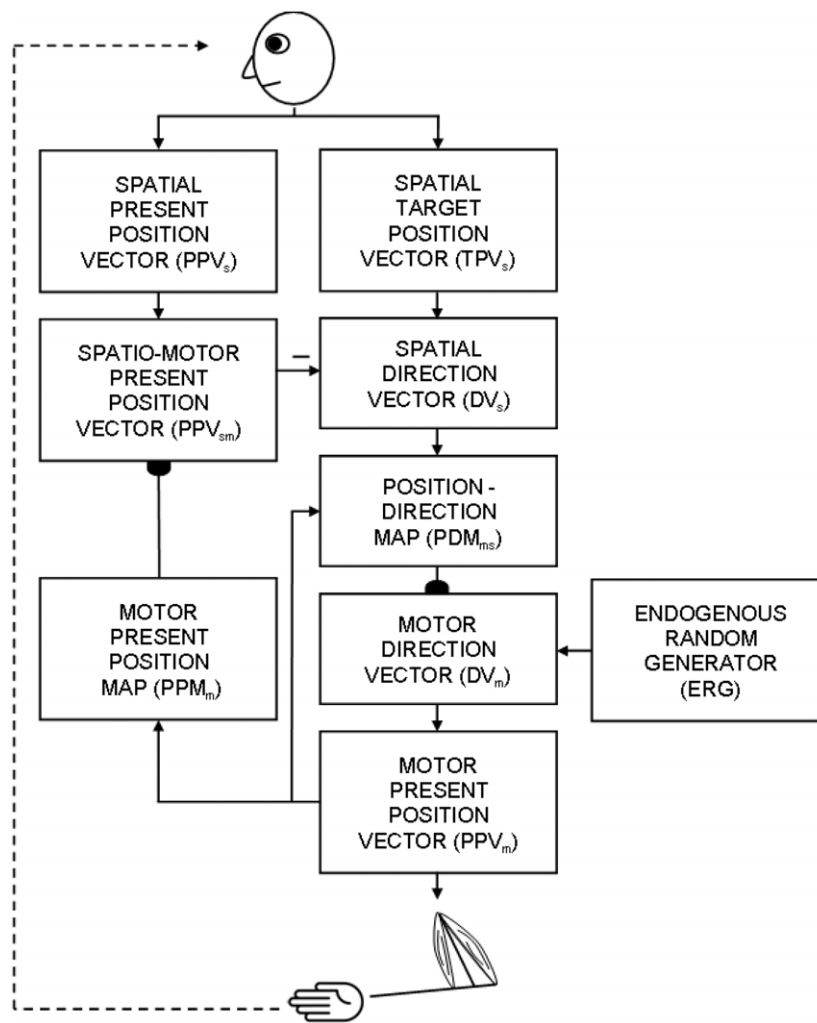 SPATIAL
PRESENT
POSITION
VECTOR (PPVₛ)
SPATIAL
TARGET
POSITION
VECTOR (TPVₛ)
SPATIO-MOTOR
PRESENT
POSITION
VECTOR (PPVₛₘ)
–
SPATIAL
DIRECTION
VECTOR (DVₛ)
POSITION -
DIRECTION
MAP (PDMₘₛ)
MOTOR
PRESENT
POSITION
MAP (PPMₘ)
MOTOR
DIRECTION
VECTOR (DVₘ)
ENDOGENOUS
RANDOM
GENERATOR
(ERG)
MOTOR
PRESENT
POSITION
VECTOR (PPVₘ)